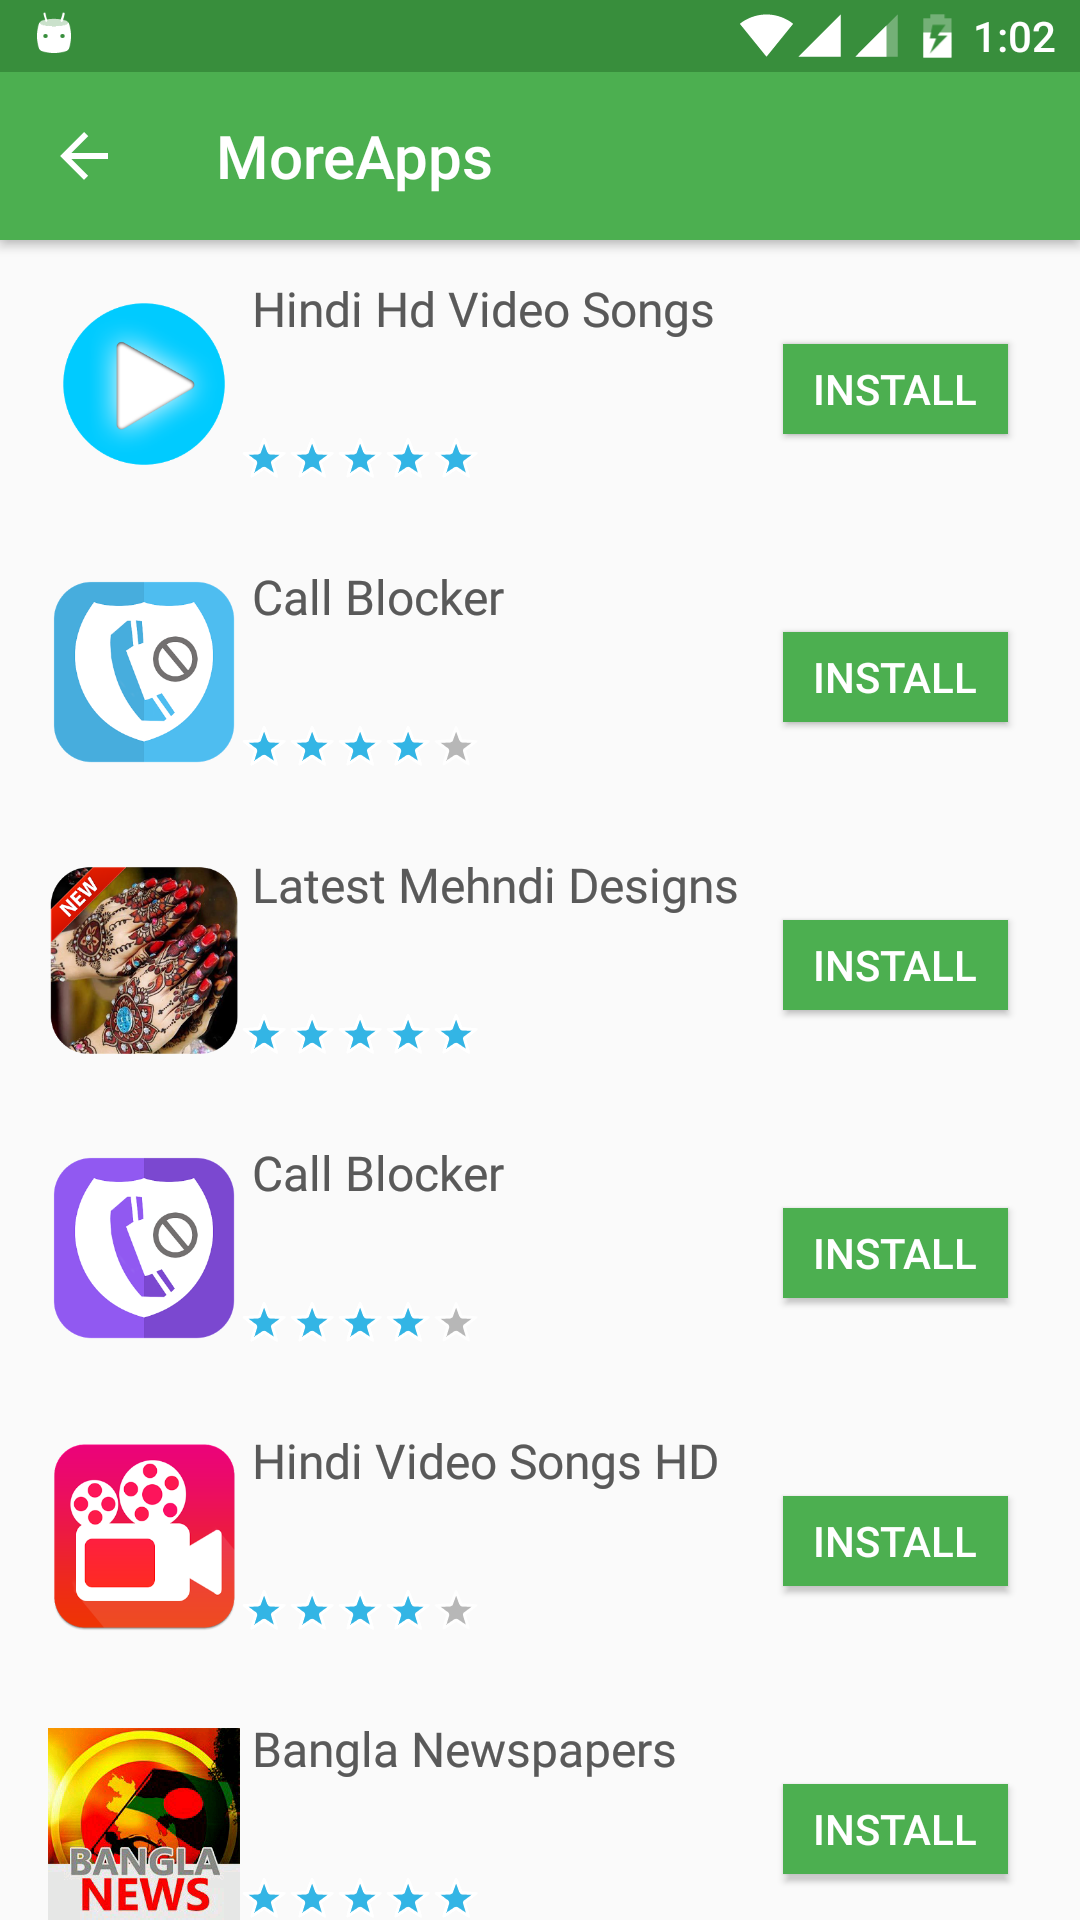 1:02
MoreApps
Hindi Hd Video Songs
INSTALL
Call Blocker
INSTALL
NEW
Latest Mehndi Designs
INSTALL
Call Blocker
INSTALL
Hindi Video Songs HD
INSTALL
Bangla Newspapers
INSTALL
BANGLA
NEWS